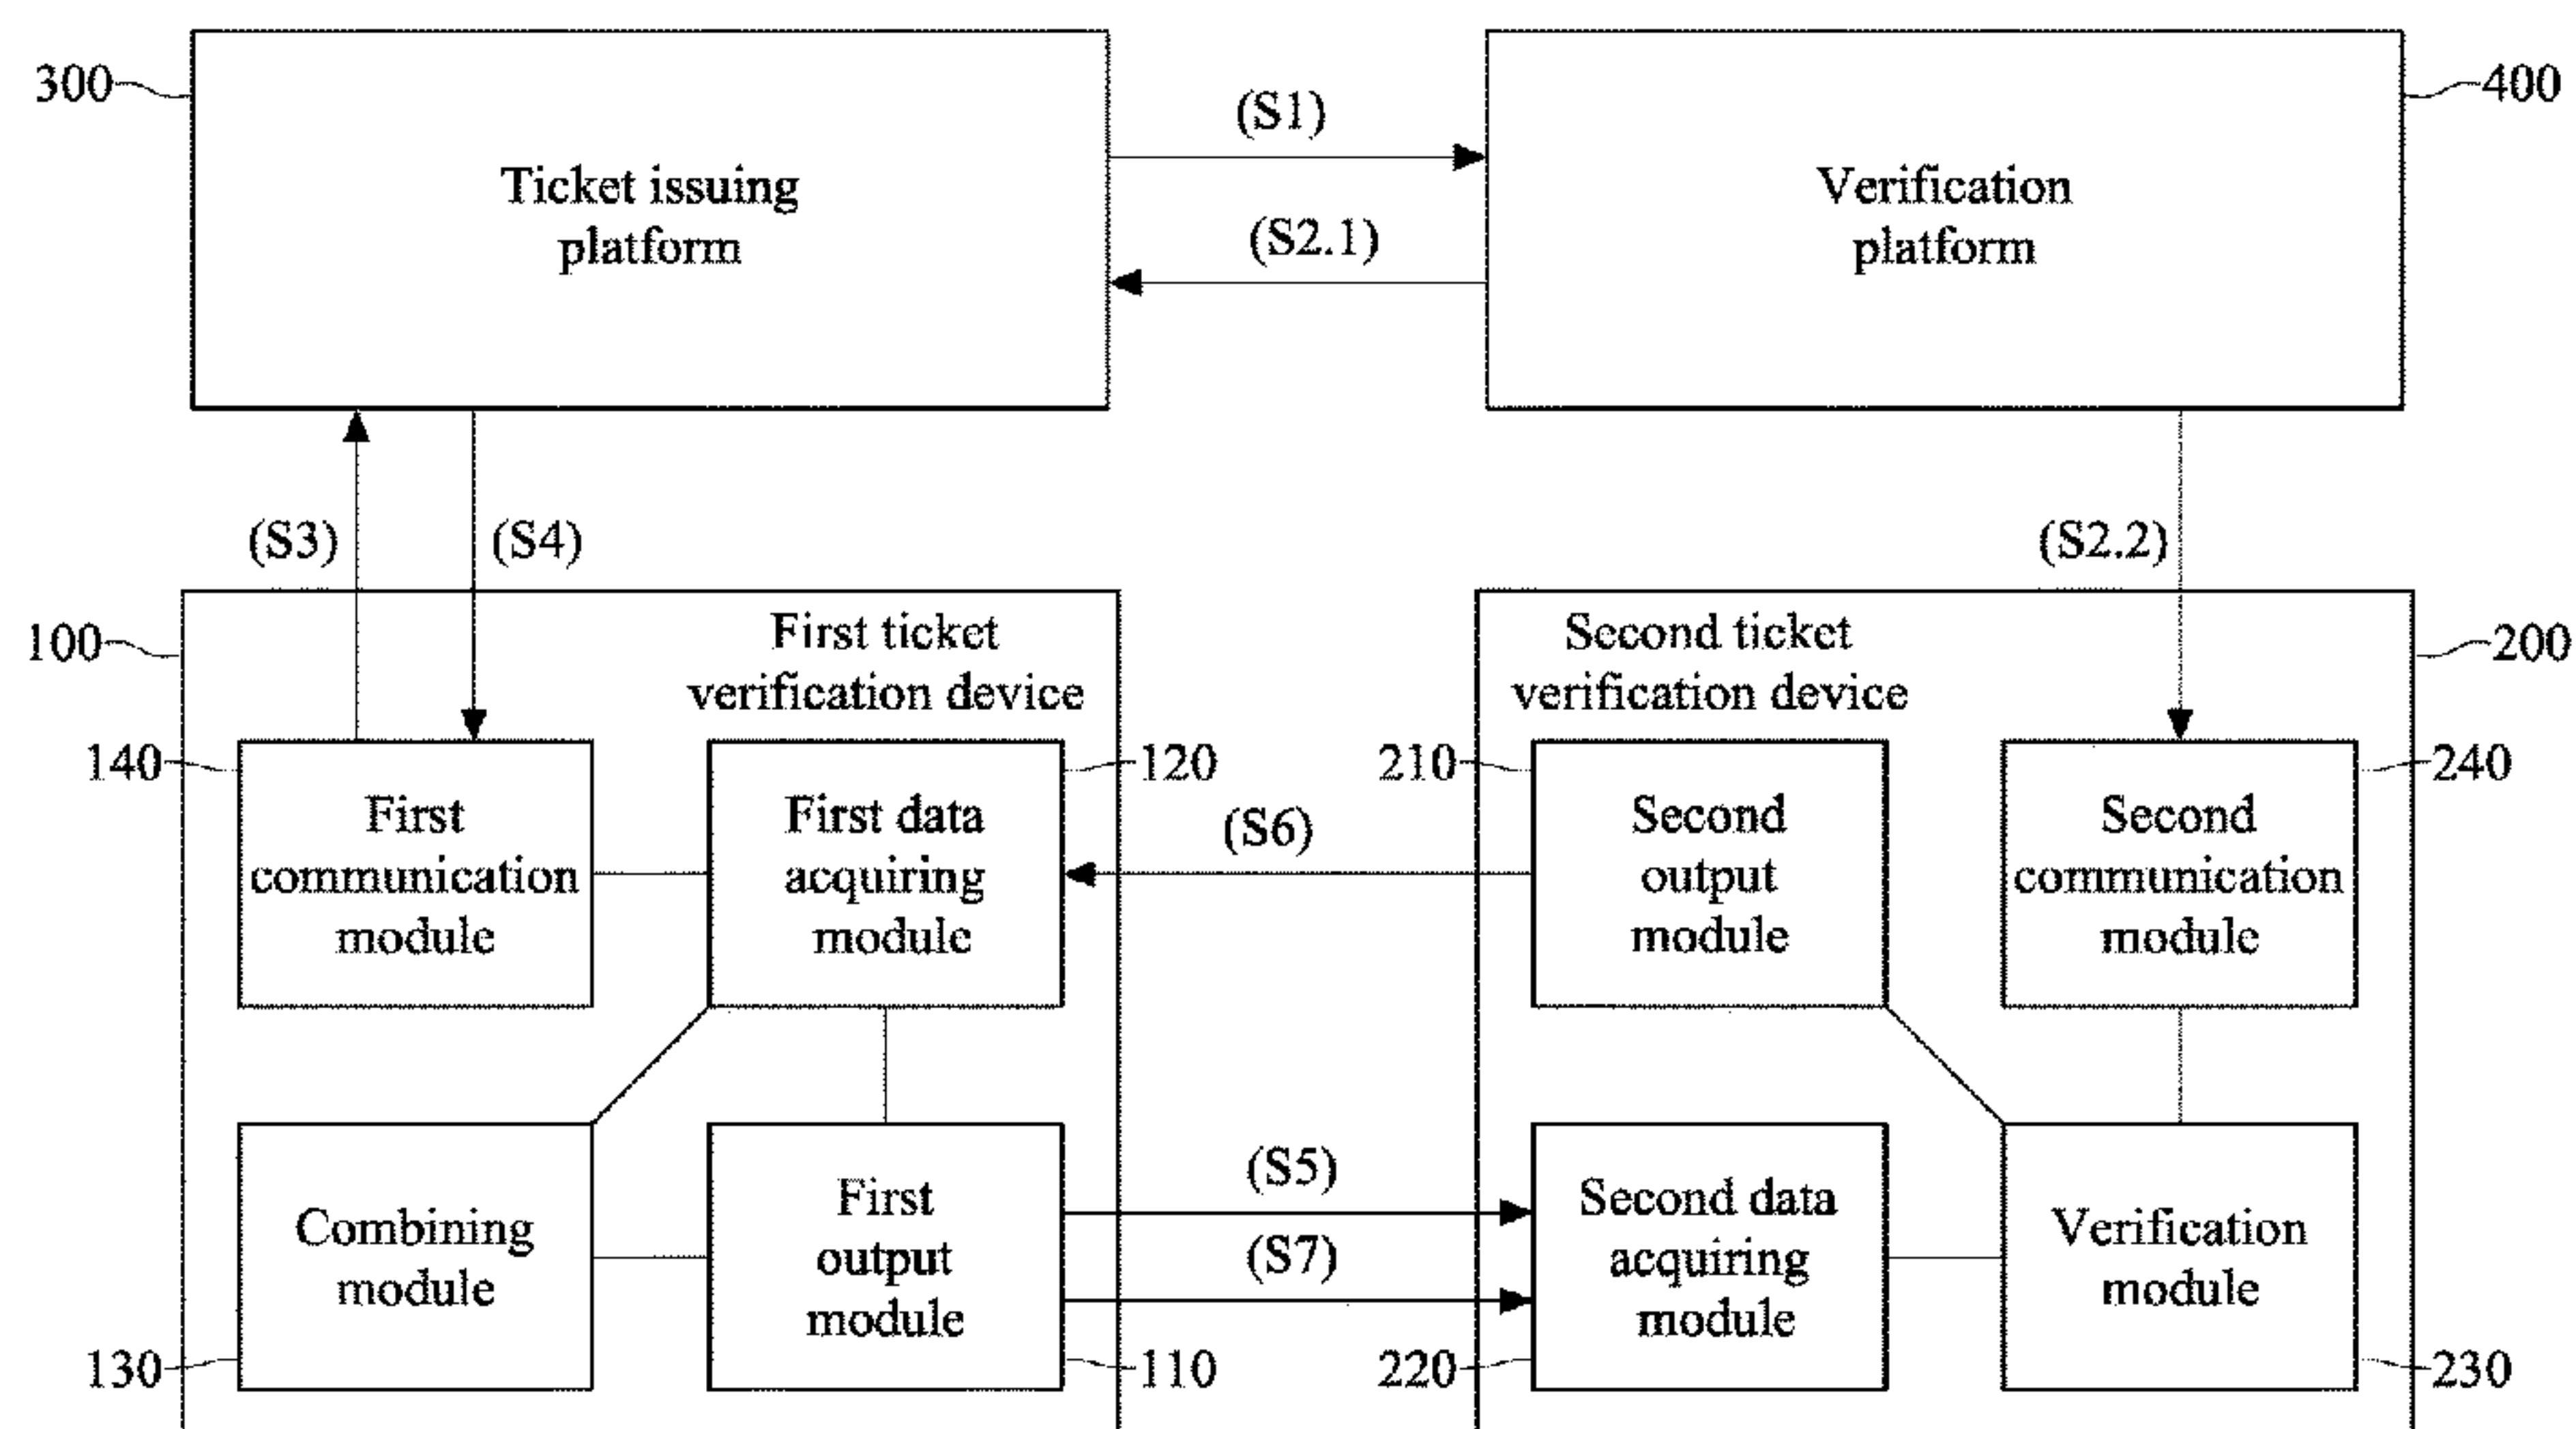 300
Ticket issuing
platform
(S1)
(S2.1)
Verification
platform
400
(S3)
(S4)
(S2.2)
100
First ticket
verification device
Second ticket
verification device
200
140
First
communication
module
120
First data
acquiring
module
(S6)
210
Second
output
module
240
Second
communication
module
130
Combining
module
110
First
output
module
(S5)
(S7)
220
Second data
acquiring
module
230
Verification
module